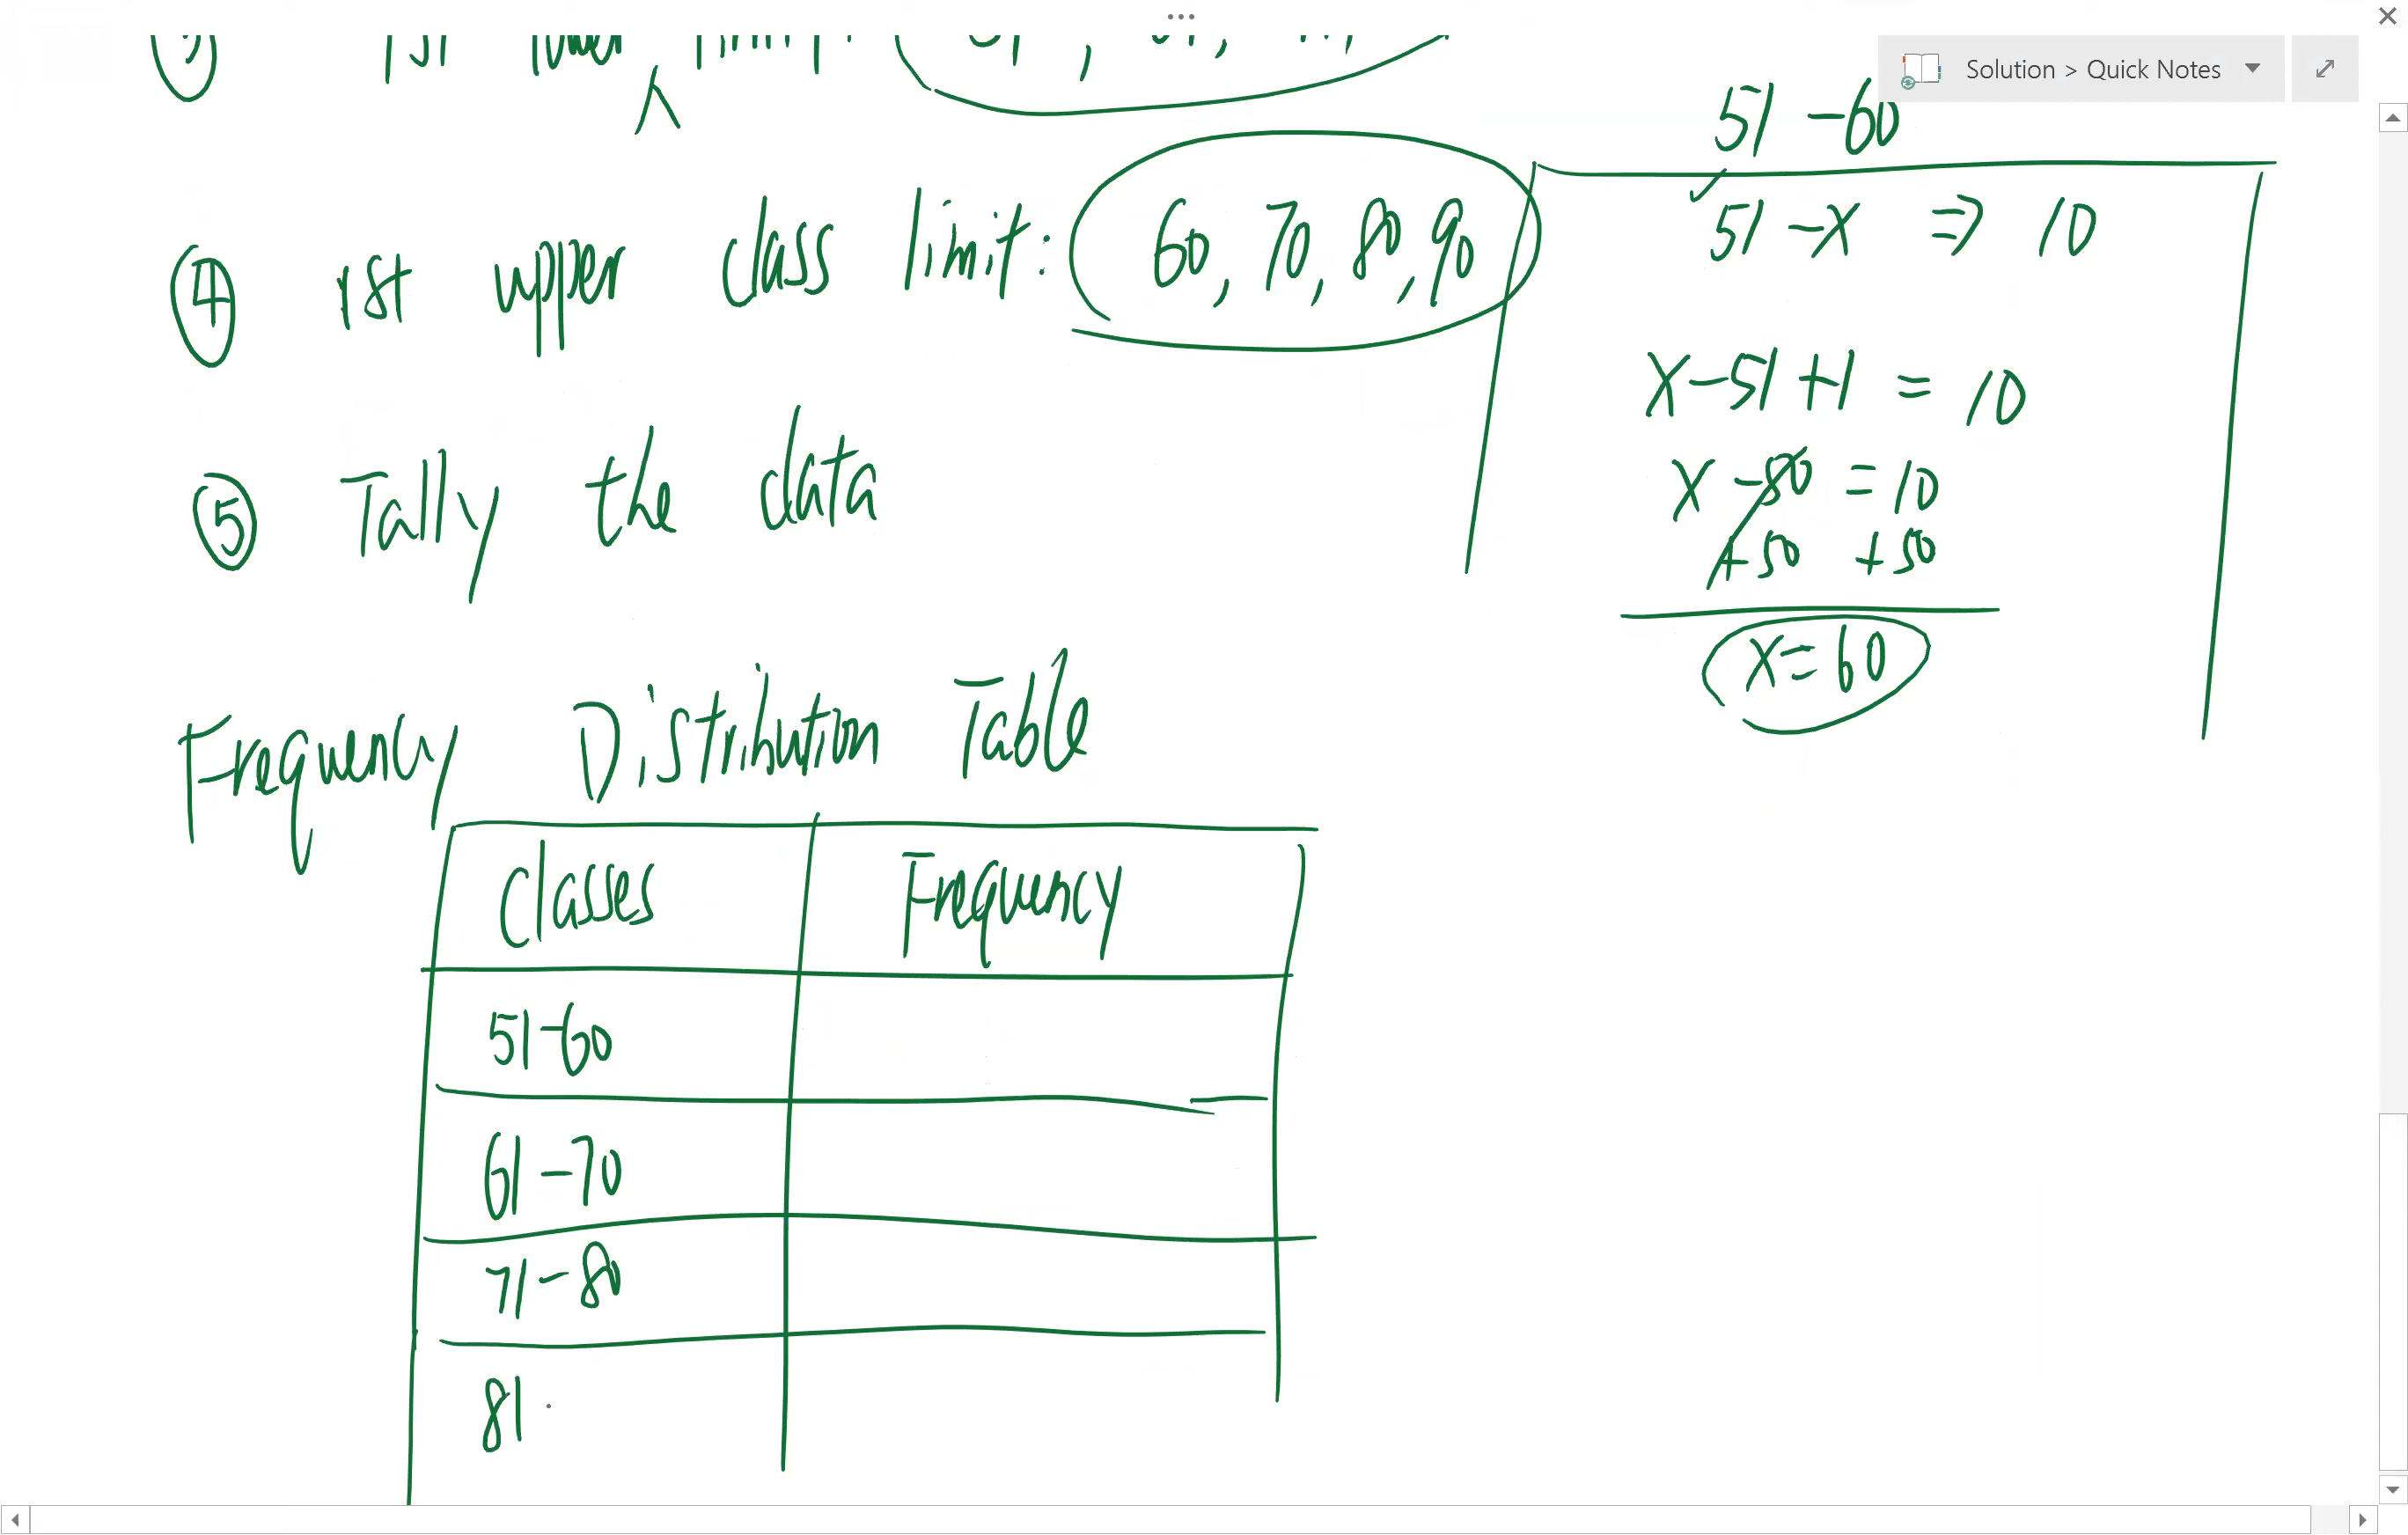 Solution > Quick Notes
51 - 60
④ 1st upper class limit: 60, 70, 80, 90
51 - x ⇒ 10
x - 51 + 1 = 10
x - 50 = 10
+ 50 + 50
x = 60
⑤ Tally the data
Frequency Distribution Table
Classes Frequency
51-60
61-70
71-80
81